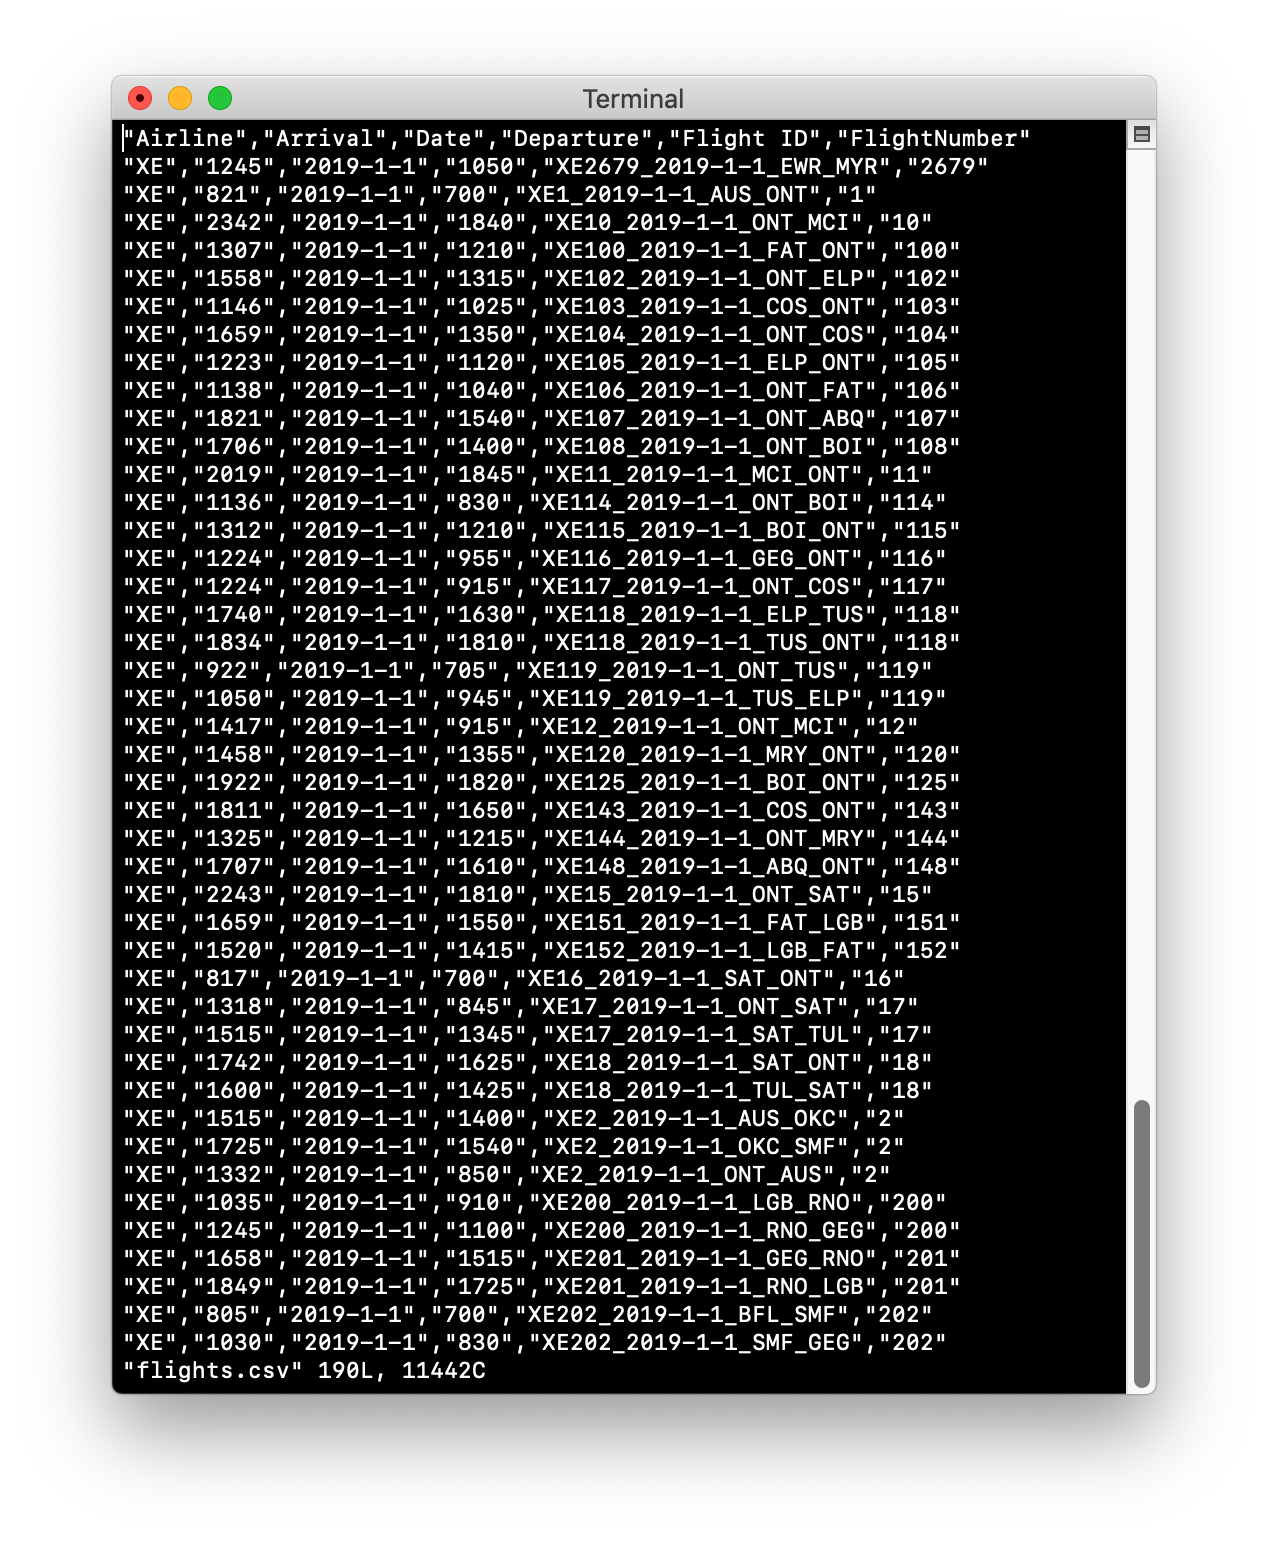 Terminal
"Airline","Arrival","Date","Departure","Flight ID","FlightNumber"
"XE","1245","2019-1-1","1050","XE2679_2019-1-1_EWR_MYR","2679"
"XE","821","2019-1-1","700","XE1_2019-1-1_AUS_ONT","1"
"XE","2342","2019-1-1","1840","XE10_2019-1-1_ONT_MCI","10"
"XE","1307","2019-1-1","1210","XE100_2019-1-1_FAT_ONT","100"
"XE","1558","2019-1-1","1315","XE102_2019-1-1_ONT_ELP","102"
"XE","1146","2019-1-1","1025","XE103_2019-1-1_COS_ONT","103"
"XE","1659","2019-1-1","1350","XE104_2019-1-1_ONT_COS","104"
"XE","1223","2019-1-1","1120","XE105_2019-1-1_ELP_ONT","105"
"XE","1138","2019-1-1","1040","XE106_2019-1-1_ONT_FAT","106"
"XE","1821","2019-1-1","1540","XE107_2019-1-1_ONT_ABQ","107"
"XE","1706","2019-1-1","1400","XE108_2019-1-1_ONT_BOI","108"
"XE","2019","2019-1-1","1845","XE11_2019-1-1_MCI_ONT","11"
"XE","1136","2019-1-1","830","XE114_2019-1-1_ONT_BOI","114"
"XE","1312","2019-1-1","1210","XE115_2019-1-1_BOI_ONT","115"
"XE","1224","2019-1-1","955","XE116_2019-1-1_GEG_ONT","116"
"XE","1224","2019-1-1","915","XE117_2019-1-1_ONT_COS","117"
"XE","1740","2019-1-1","1630","XE118_2019-1-1_ELP_TUS","118"
"XE","1834","2019-1-1","1810","XE118_2019-1-1_TUS_ONT","118"
"XE","922","2019-1-1","705","XE119_2019-1-1_ONT_TUS","119"
"XE","1050","2019-1-1","945","XE119_2019-1-1_TUS_ELP","119"
"XE","1417","2019-1-1","915","XE12_2019-1-1_ONT_MCI","12"
"XE","1458","2019-1-1","1355","XE120_2019-1-1_MRY_ONT","120"
"XE","1922","2019-1-1","1820","XE125_2019-1-1_BOI_ONT","125"
"XE","1811","2019-1-1","1650","XE143_2019-1-1_COS_ONT","143"
"XE","1325","2019-1-1","1215","XE144_2019-1-1_ONT_MRY","144"
"XE","1707","2019-1-1","1610","XE148_2019-1-1_ABQ_ONT","148"
"XE","2243","2019-1-1","1810","XE15_2019-1-1_ONT_SAT","15"
"XE","1659","2019-1-1","1550","XE151_2019-1-1_FAT_LGB","151"
"XE","1520","2019-1-1","1415","XE152_2019-1-1_LGB_FAT","152"
"XE","817","2019-1-1","700","XE16_2019-1-1_SAT_ONT","16"
"XE","1318","2019-1-1","845","XE17_2019-1-1_ONT_SAT","17"
"XE","1515","2019-1-1","1345","XE17_2019-1-1_SAT_TUL","17"
"XE","1742","2019-1-1","1625","XE18_2019-1-1_SAT_ONT","18"
"XE","1600","2019-1-1","1425","XE18_2019-1-1_TUL_SAT","18"
"XE","1515","2019-1-1","1400","XE2_2019-1-1_AUS_OKC","2"
"XE","1725","2019-1-1","1540","XE2_2019-1-1_OKC_SMF","2"
"XE","1332","2019-1-1","850","XE2_2019-1-1_ONT_AUS","2"
"XE","1035","2019-1-1","910","XE200_2019-1-1_LGB_RNO","200"
"XE","1245","2019-1-1","1100","XE200_2019-1-1_RNO_GEG","200"
"XE","1658","2019-1-1","1515","XE201_2019-1-1_GEG_RNO","201"
"XE","1849","2019-1-1","1725","XE201_2019-1-1_RNO_LGB","201"
"XE","805","2019-1-1","700","XE202_2019-1-1_BFL_SMF","202"
"XE","1030","2019-1-1","830","XE202_2019-1-1_SMF_GEG","202"
"flights.csv" 190L, 11442C